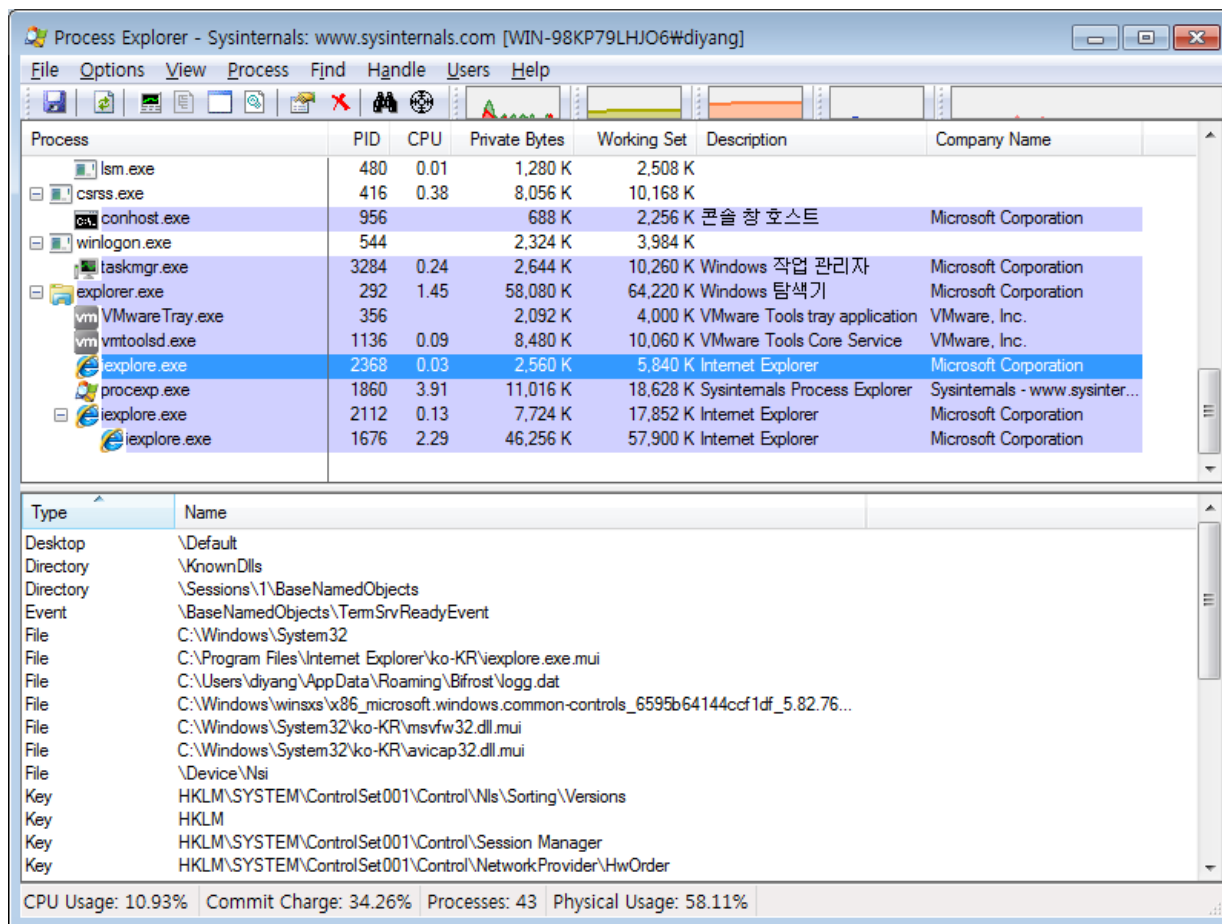 Process Explorer - Sysinternals: www.sysinternals.com [WIN-98KP79LHJO6₩diyang]
File Options View Process Find Handle Users Help
Process PID CPU Private Bytes Working Set Description Company Name
lsm.exe 480 0.01 1,280 K 2,508 K
csrss.exe 416 0.38 8,056 K 10,168 K
conhost.exe 956 688 K 2,256 K 콘솔 창 호스트 Microsoft Corporation
winlogon.exe 544 2,324 K 3,984 K
taskmgr.exe 3284 0.24 2,644 K 10,260 K Windows 작업 관리자 Microsoft Corporation
explorer.exe 292 1.45 58,080 K 64,220 K Windows 탐색기 Microsoft Corporation
vm VMwareTray.exe 356 2,092 K 4,000 K VMware Tools tray application VMware, Inc.
vm vmtoolsd.exe 1136 0.09 8,480 K 10,060 K VMware Tools Core Service VMware, Inc.
iexplore.exe 2368 0.03 2,560 K 5,840 K Internet Explorer Microsoft Corporation
procexp.exe 1860 3.91 11,016 K 18,628 K Sysinternals Process Explorer Sysinternals - www.sysinter...
iexplore.exe 2112 0.13 7,724 K 17,852 K Internet Explorer Microsoft Corporation
iexplore.exe 1676 2.29 46,256 K 57,900 K Internet Explorer Microsoft Corporation
Type Name
Desktop \Default
Directory \KnownDlls
Directory \Sessions\1\BaseNamedObjects
Event \BaseNamedObjects\TermSrvReadyEvent
File C:\Windows\System32
File C:\Program Files\Internet Explorer\ko-KR\iexplore.exe.mui
File C:\Users\diyang\AppData\Roaming\Bifrost\logg.dat
File C:\Windows\winsxs\x86_microsoft.windows.common-controls_6595b64144ccf1df_5.82.76...
File C:\Windows\System32\ko-KR\msvfw32.dll.mui
File C:\Windows\System32\ko-KR\avicap32.dll.mui
File \Device\Nsi
Key HKLM\SYSTEM\ControlSet001\Control\Nls\Sorting\Versions
Key HKLM
Key HKLM\SYSTEM\ControlSet001\Control\Session Manager
Key HKLM\SYSTEM\ControlSet001\Control\NetworkProvider\HwOrder
CPU Usage: 10.93% Commit Charge: 34.26% Processes: 43 Physical Usage: 58.11%